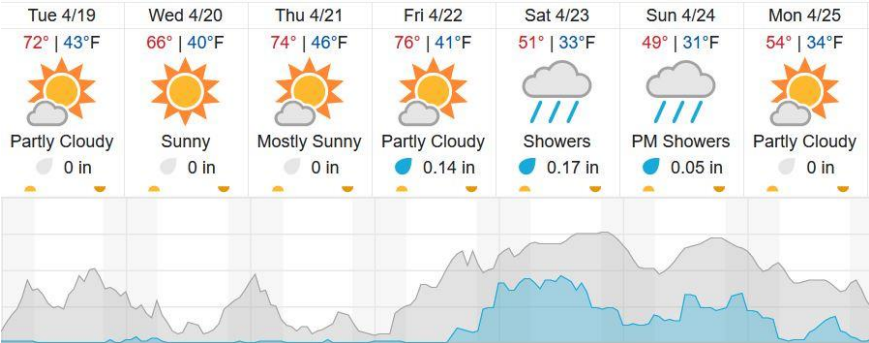 Tue 4/19 Wed 4/20 Thu 4/21 Fri 4/22 Sat 4/23 Sun 4/24 Mon 4/25
72° | 43°F 66° | 40°F 74° | 46°F 76° | 41°F 51° | 33°F 49° | 31°F 54° | 34°F
Partly Cloudy Sunny Mostly Sunny Partly Cloudy Showers PM Showers Partly Cloudy
0 in 0 in 0 in 0.14 in 0.17 in 0.05 in 0 in